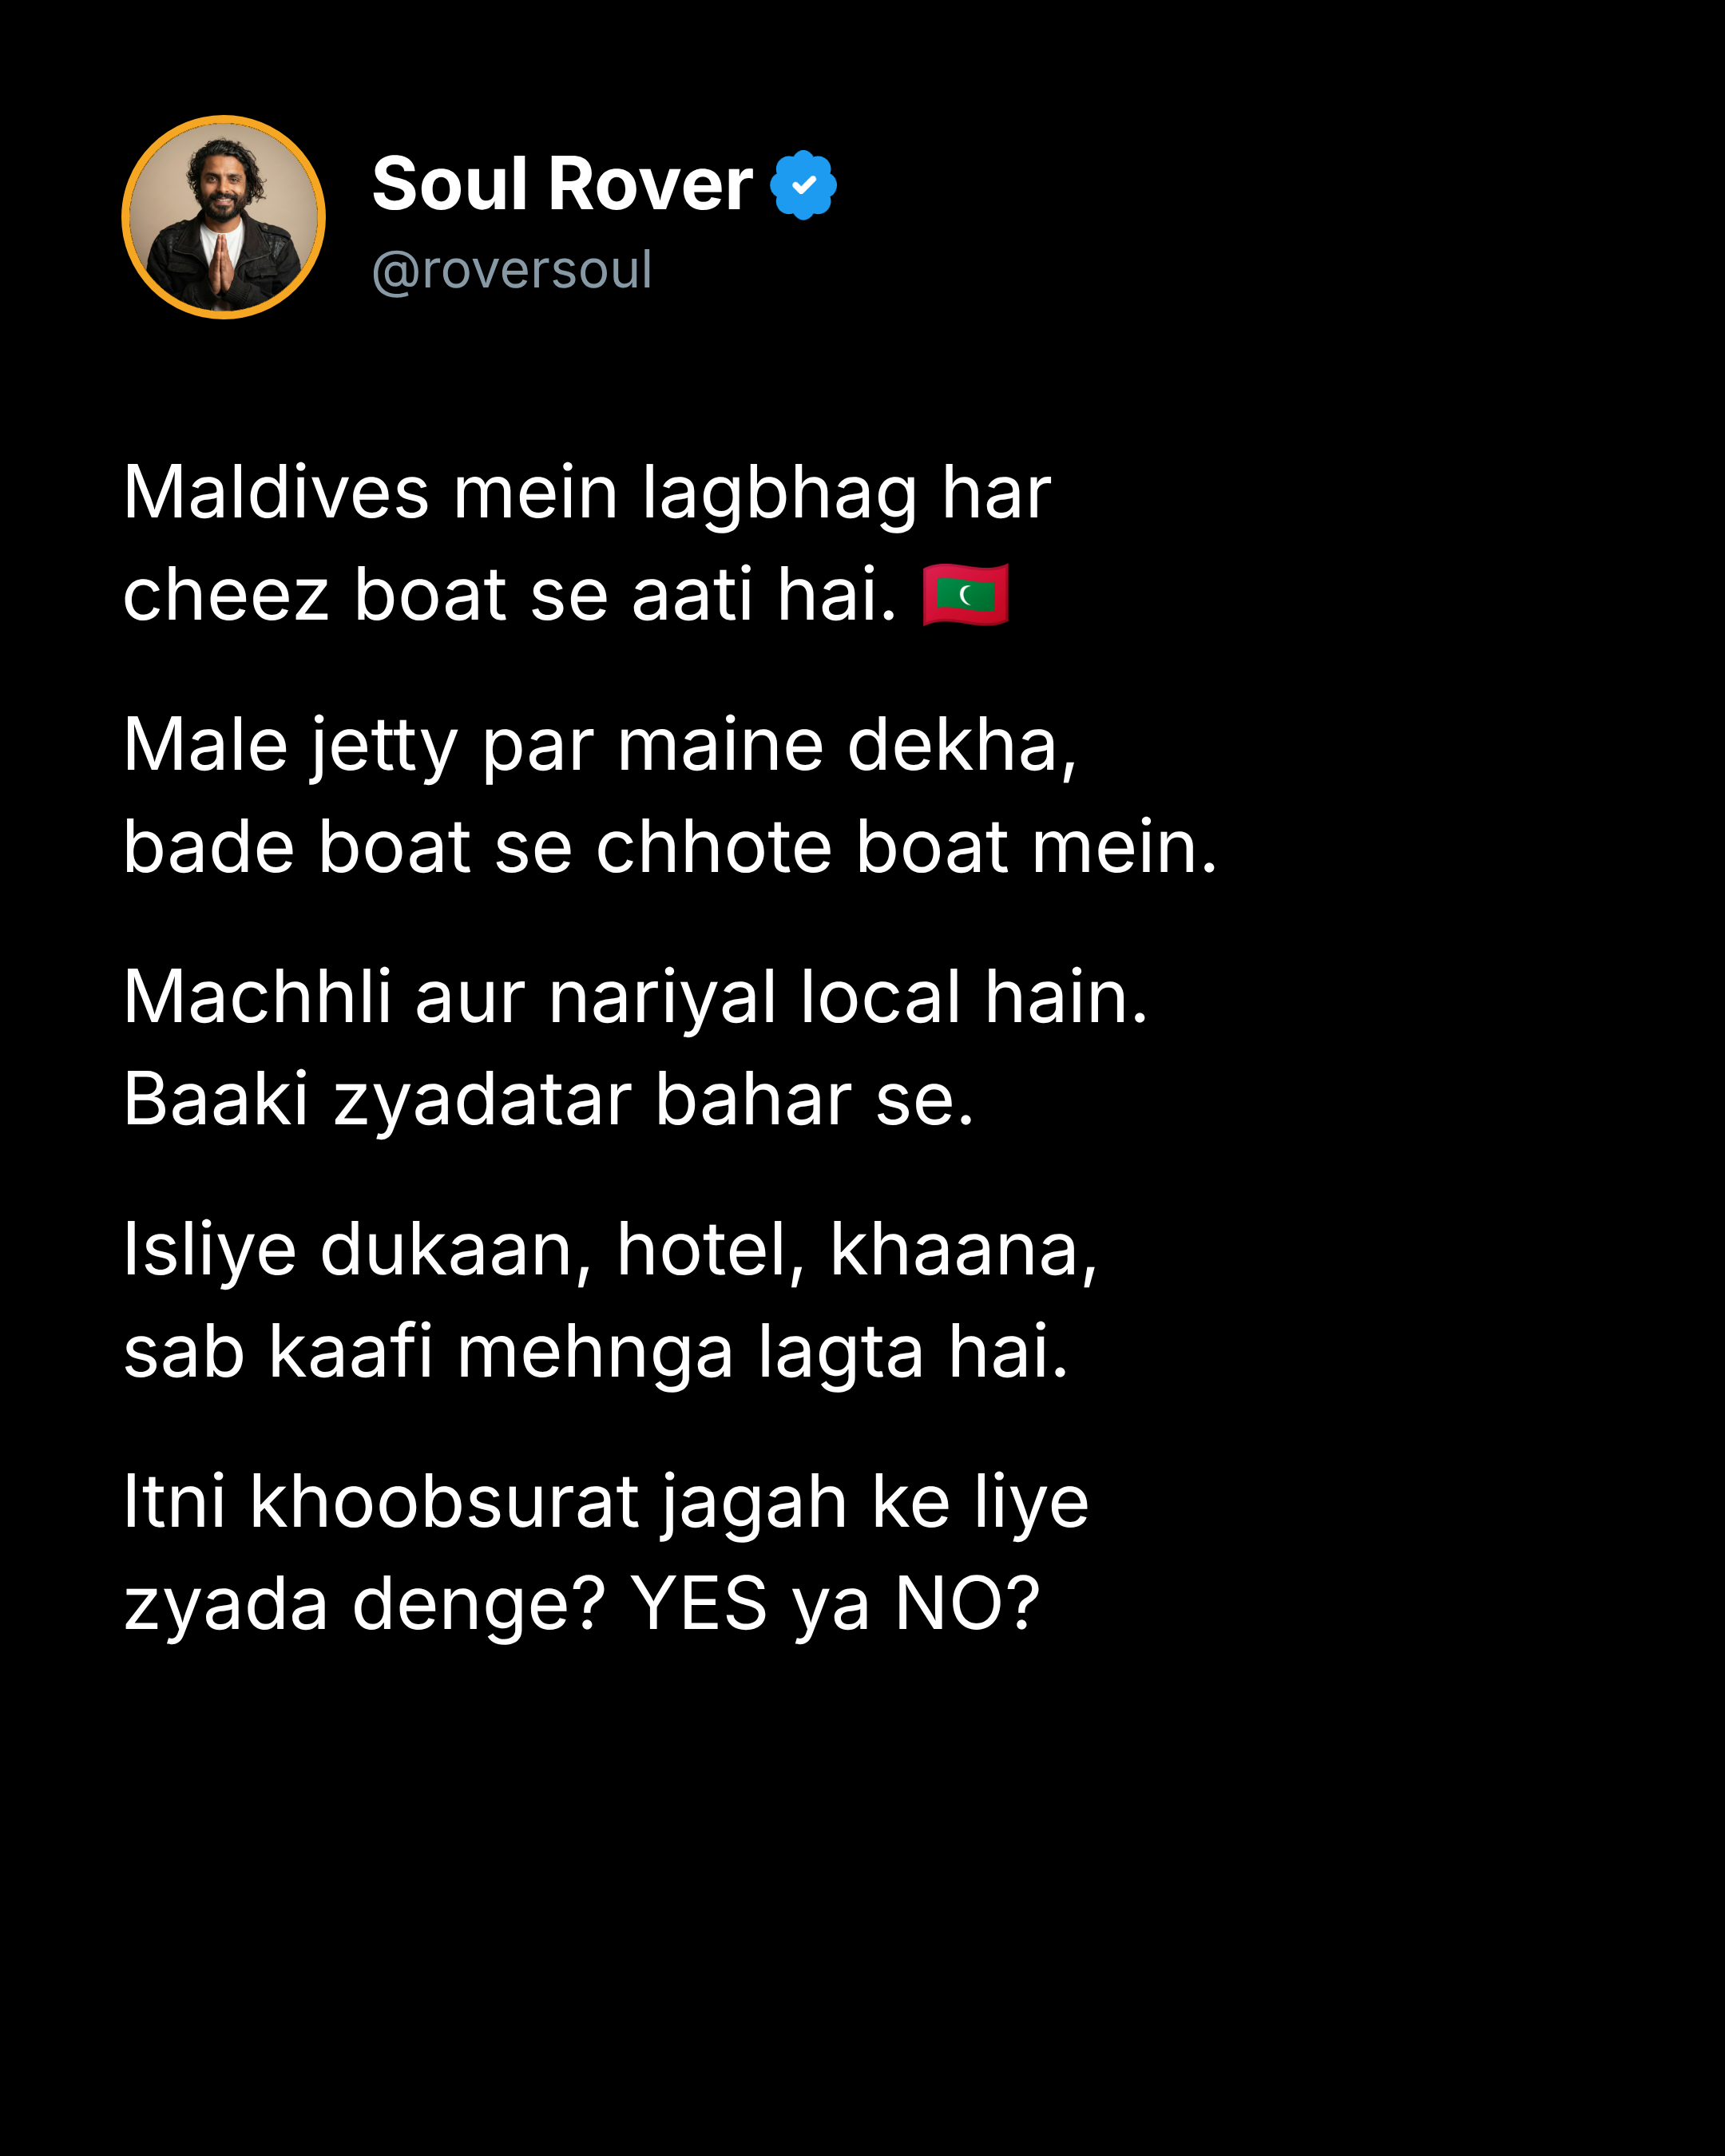 Soul Rover
@roversoul
Maldives mein lagbhag har
cheez boat se aati hai. 🇲🇻
Male jetty par maine dekha,
bade boat se chhote boat mein.
Machhli aur nariyal local hain.
Baaki zyadatar bahar se.
Isliye dukaan, hotel, khaana,
sab kaafi mehnga lagta hai.
Itni khoobsurat jagah ke liye
zyada denge? YES ya NO?